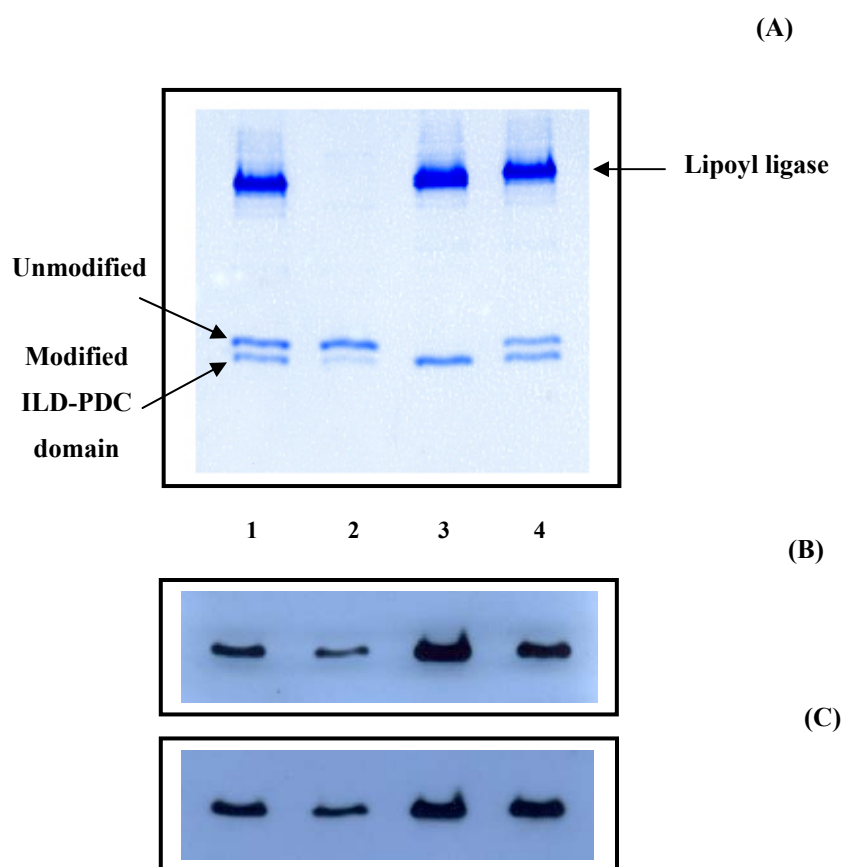 (A)
Lipoyl ligase
Unmodified
Modified
ILD-PDC
domain
1 2 3 4
(B)
(C)